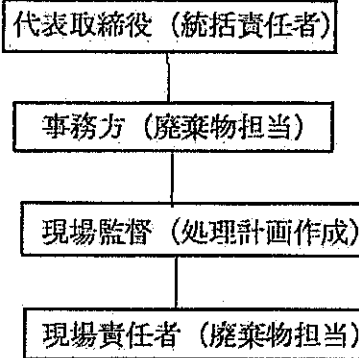 代表取締役（統括責任者）
事務方（廃棄物担当）
現場監督（処理計画作成）
現場責任者（廃棄物担当）